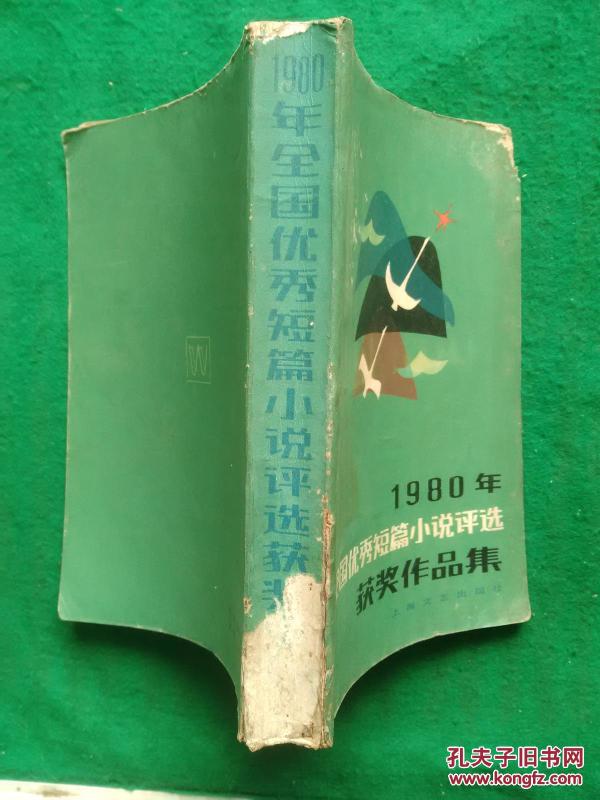 1980年全国优秀短篇小说评选获奖
1980年
国优秀短篇小说评选
获奖作品集
上海文艺出版社
孔夫子旧书网
www.kongfz.com